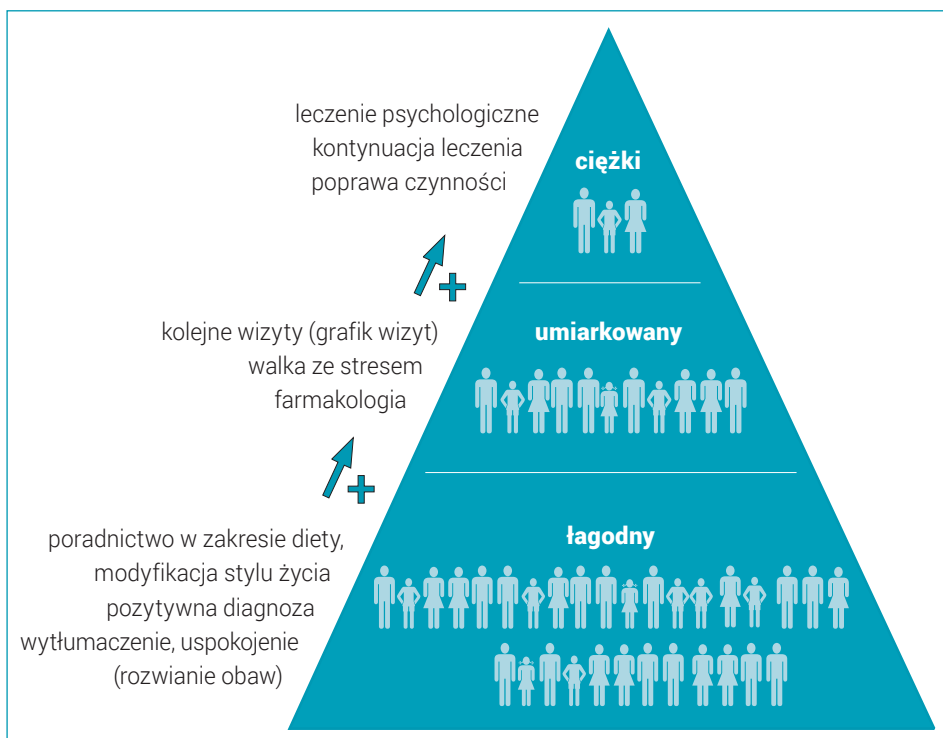 leczenie psychologiczne
kontynuacja leczenia
poprawa czynności
ciężki
kolejne wizyty (grafik wizyt)
walka ze stresem
farmakologia
umiarkowany
poradnictwo w zakresie diety,
modyfikacja stylu życia
pozytywna diagnoza
wytłumaczenie, uspokojenie
(rozwianie obaw)
łagodny